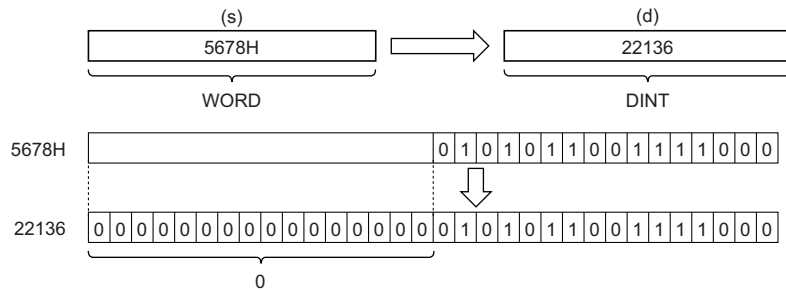 (s) (d)
5678H 22136
WORD DINT
5678H 0 1 0 1 0 1 1 0 0 1 1 1 1 0 0 0
22136 0 0 0 0 0 0 0 0 0 0 0 0 0 0 0 0 0 1 0 1 0 1 1 0 0 1 1 1 1 0 0 0
0